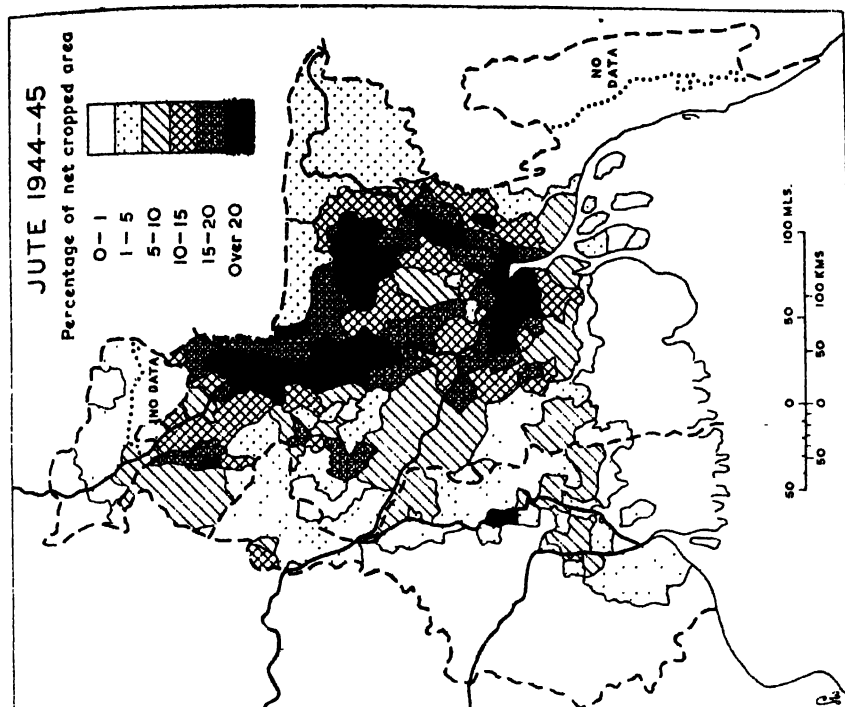 JUTE 1944-45
Percentage of net cropped area
0-1
1-5
5-10
10-15
15-20
Over 20
NO DATA
NO DATA
50 0 50 100 MLS.
50 0 50 100 KMS